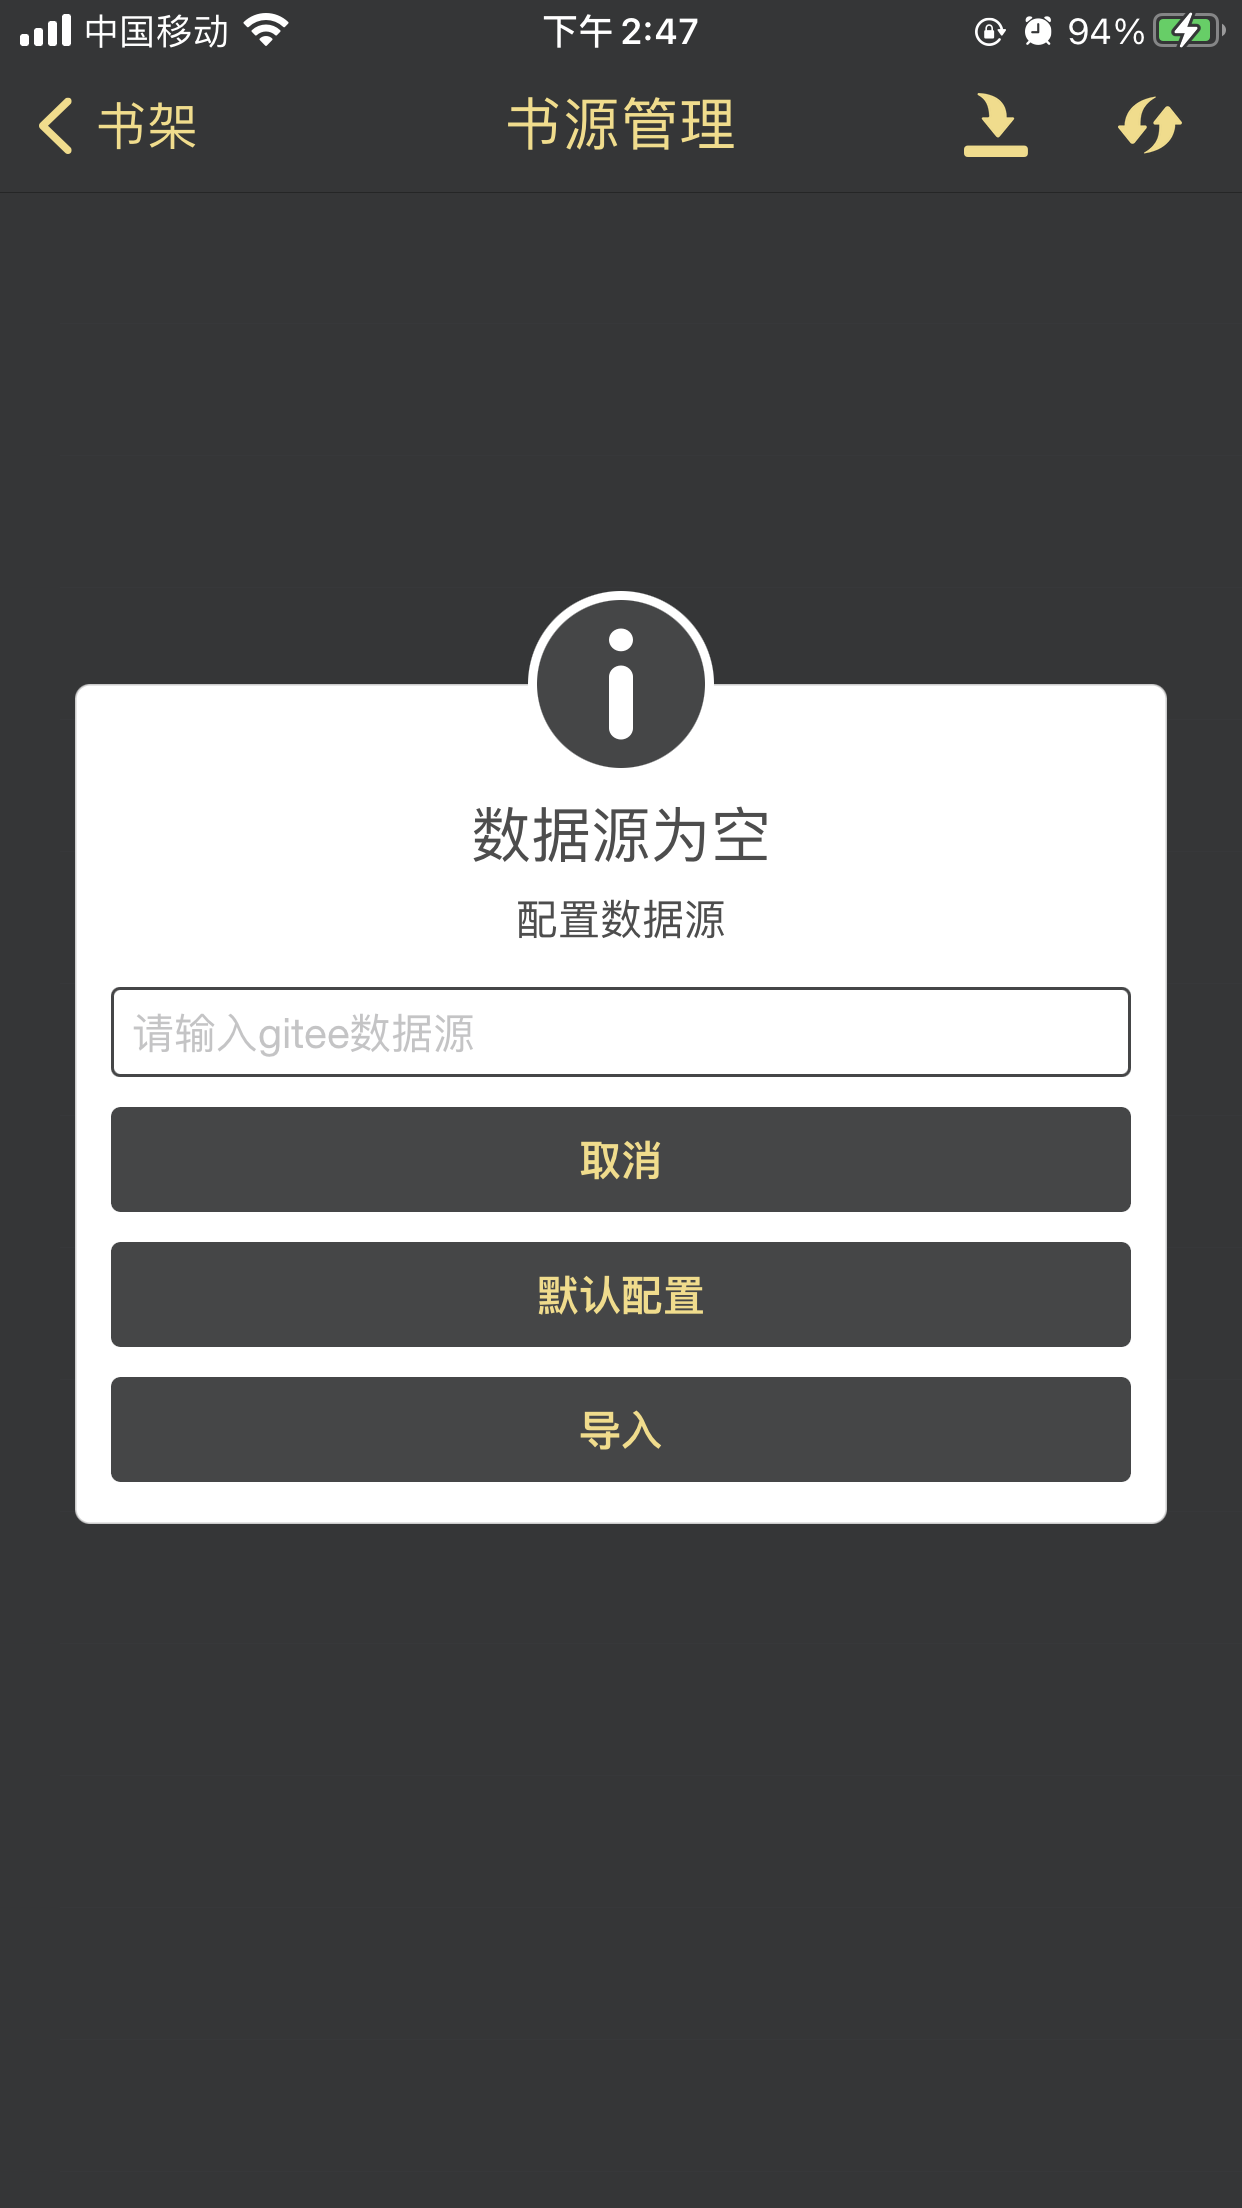 中国移动 下午 2:47 94%
书架 书源管理
数据源为空
配置数据源
请输入gitee数据源
取消
默认配置
导入